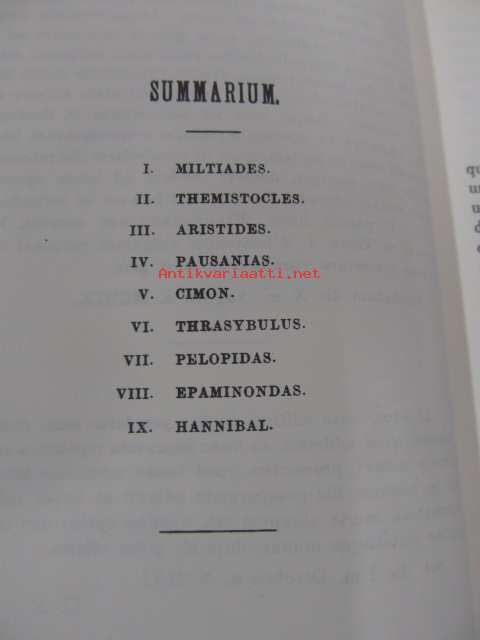 SUMMARIUM.
I. MILTIADES.
II. THEMISTOCLES.
III. ARISTIDES.
IV. PAUSANIAS.
Antikvariaatti.net
V. CIMON.
VI. THRASYBULUS.
VII. PELOPIDAS.
VIII. EPAMINONDAS.
IX. HANNIBAL.